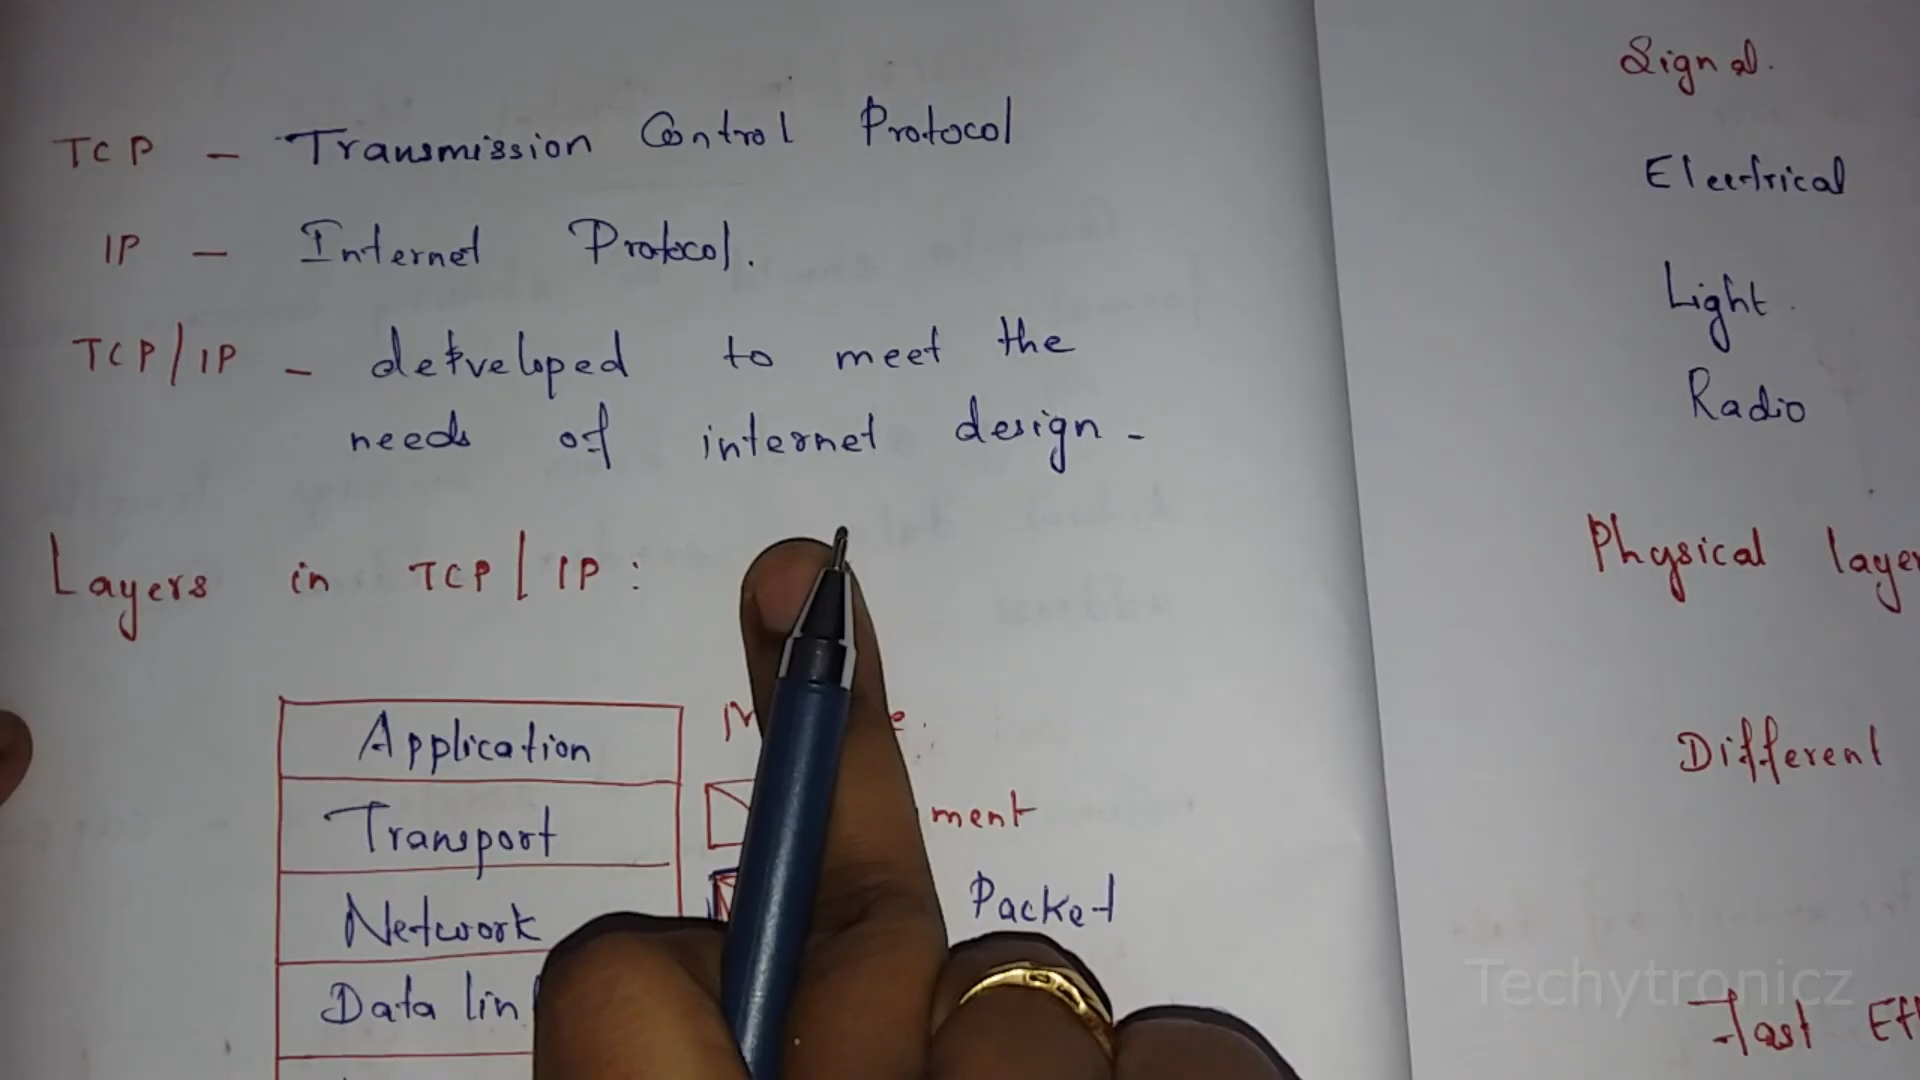 TCP - Transmission Control Protocol
IP - Internet Protocol.
TCP/IP - developed to meet the
needs of internet design -
Layers in TCP/IP:
Application
Transport
ment
Network
Packet
Data lin
Signal.
Electrical
Light.
Radio
Physical layer
Different
Fast
Techytronicz